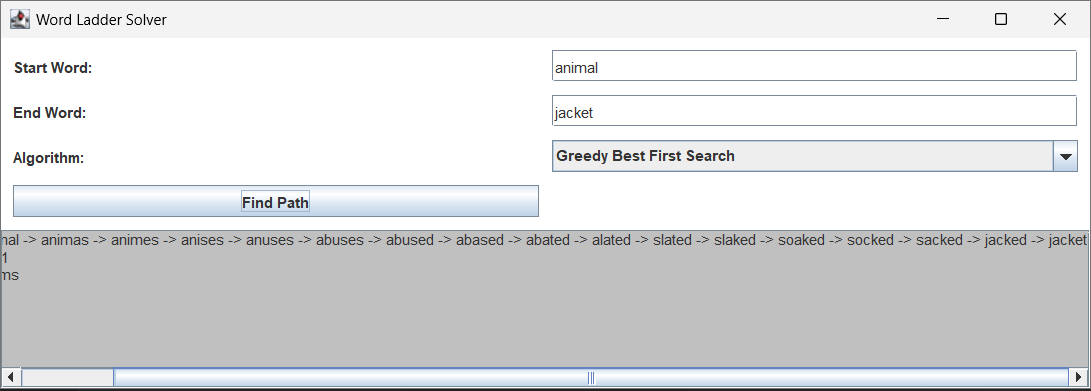 Word Ladder Solver
Start Word:
animal
End Word:
jacket
Algorithm:
Greedy Best First Search
Find Path
nal -> animas -> animes -> anises -> anuses -> abuses -> abused -> abased -> abated -> alated -> slated -> slaked -> soaked -> socked -> sacked -> jacked -> jacket
1
ms